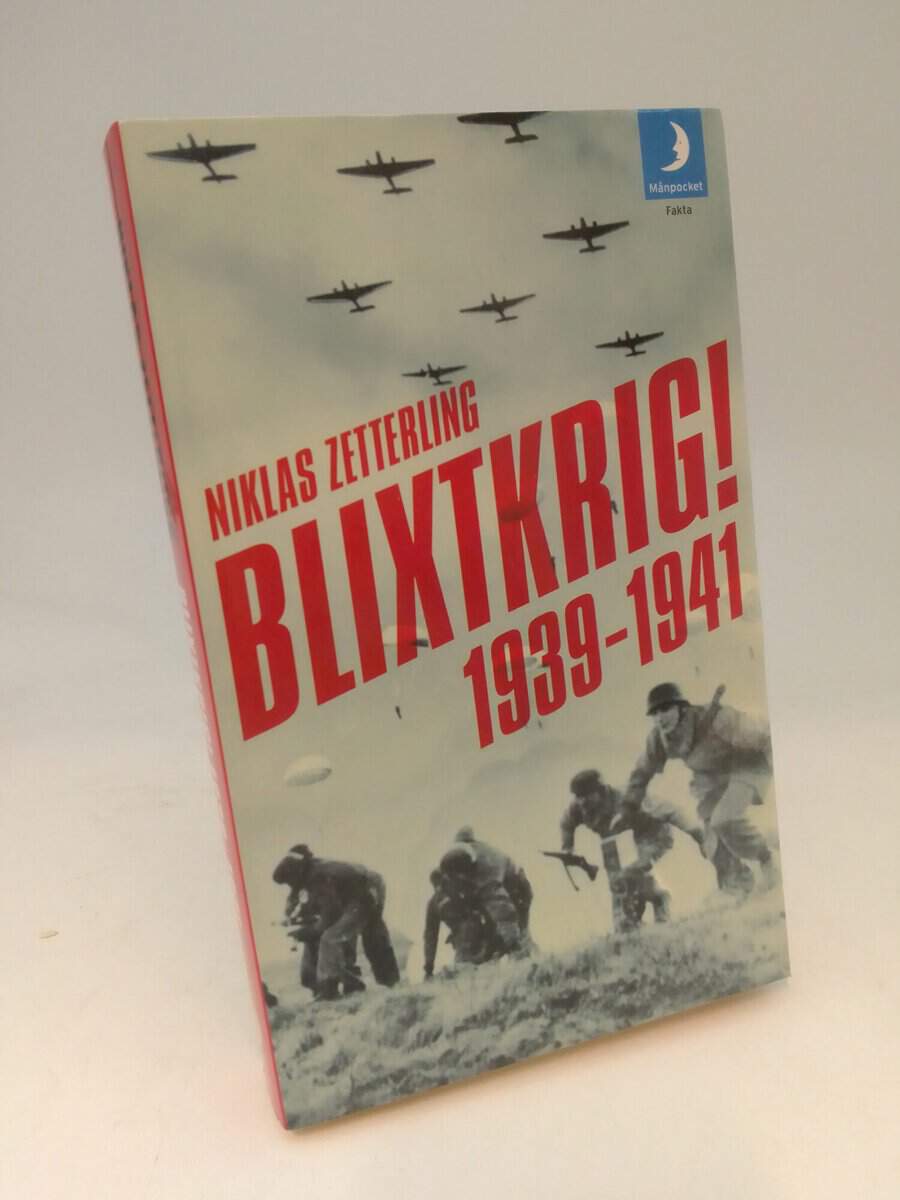 Månpocket
Fakta
NIKLAS ZETTERLING
BLIXTKRIG!
1939–1941